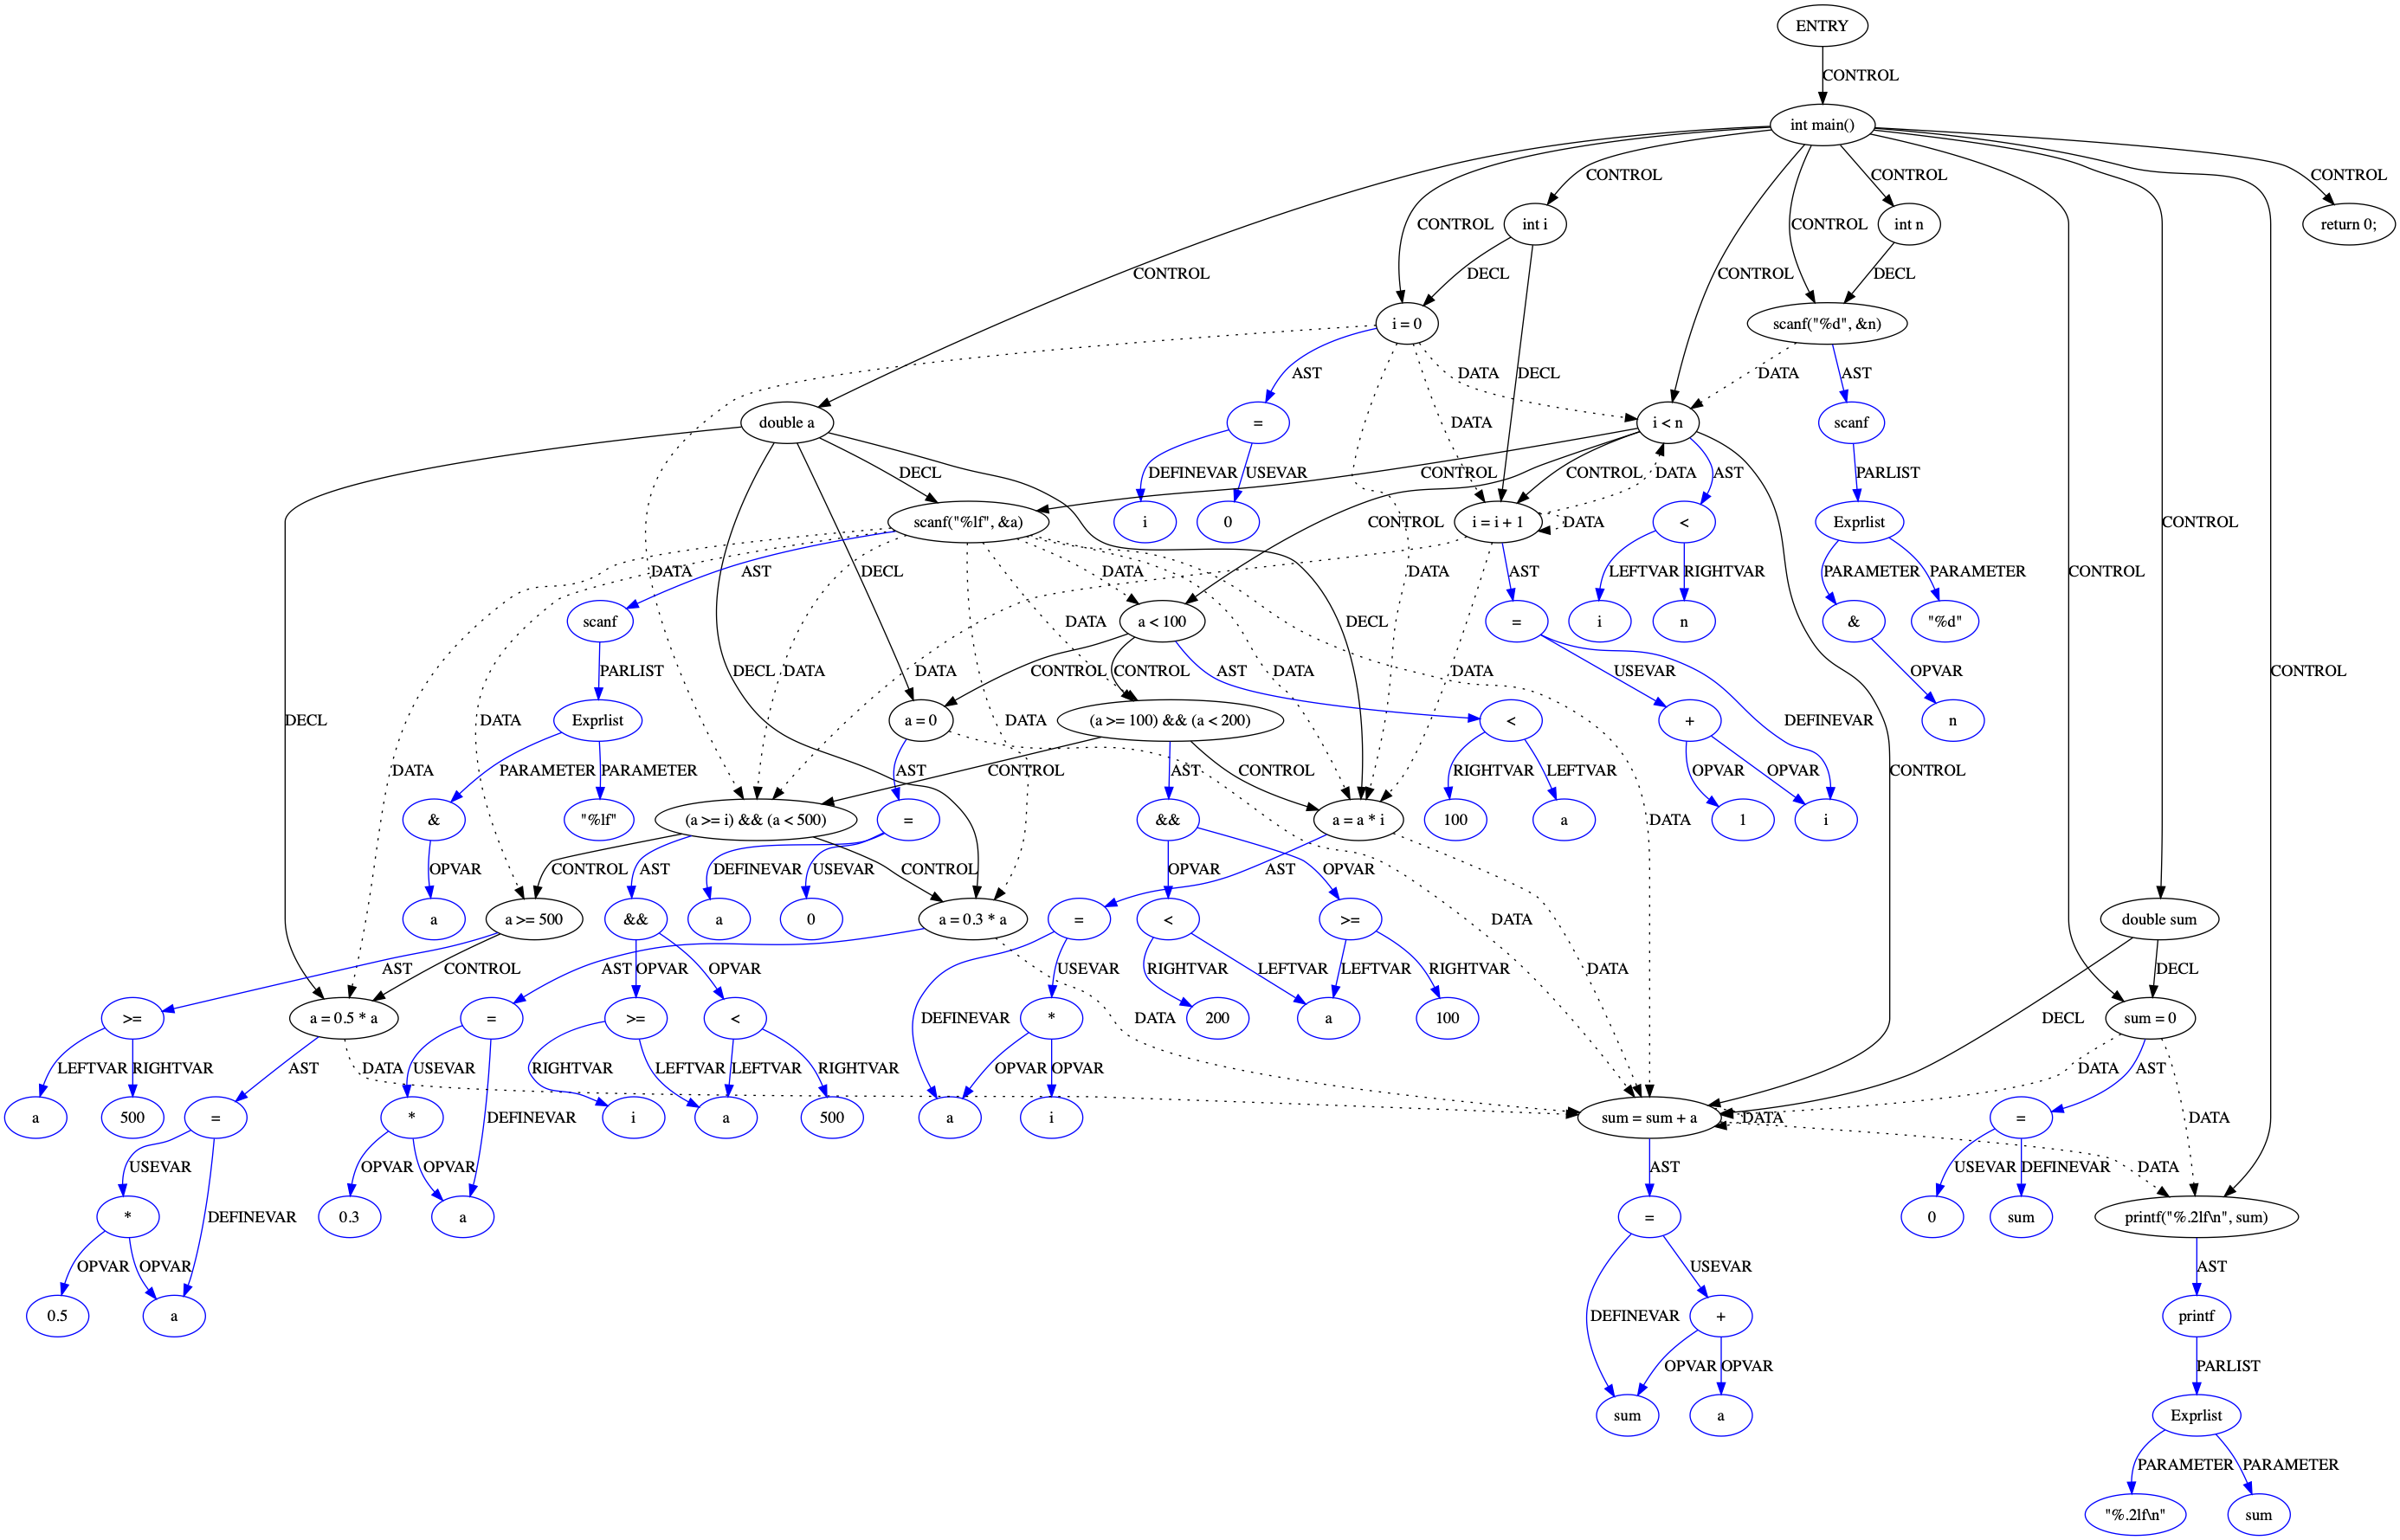 ENTRY
CONTROL
int main()
CONTROL
CONTROL
CONTROL
int i
CONTROL
CONTROL
int n
return 0;
CONTROL
DECL
CONTROL
DECL
i = 0
scanf("%d", &n)
AST
DATA
DECL
DATA
AST
double a
=
i < n
scanf
DECL
DEFINEVAR
USEVAR
DATA
CONTROL
CONTROL
DATA
AST
PARLIST
CONTROL
scanf("%lf", &a)
i
0
CONTROL
i = i + 1
DATA
<
Exprlist
DATA
AST
DECL
DATA
DATA
AST
LEFTVAR
RIGHTVAR
PARAMETER
PARAMETER
CONTROL
scanf
DATA
a < 100
DECL
=
i
n
&
"%d"
PARLIST
DATA
DECL
DATA
CONTROL
CONTROL
AST
DATA
DATA
USEVAR
OPVAR
CONTROL
DECL
DATA
Exprlist
a = 0
DATA
(a >= 100) && (a < 200)
<
+
DEFINEVAR
n
DATA
PARAMETER
PARAMETER
AST
CONTROL
AST
CONTROL
RIGHTVAR
LEFTVAR
OPVAR
OPVAR
CONTROL
&
"%lf"
(a >= i) && (a < 500)
=
&&
a = a * i
100
a
DATA
1
i
OPVAR
CONTROL
AST
DEFINEVAR
USEVAR
CONTROL
OPVAR
AST
OPVAR
a
a >= 500
&&
a
0
a = 0.3 * a
=
<
>=
DATA
double sum
AST
CONTROL
AST
OPVAR
OPVAR
USEVAR
RIGHTVAR
LEFTVAR
LEFTVAR
RIGHTVAR
DATA
DECL
>=
a = 0.5 * a
=
>=
<
DEFINEVAR
*
DATA
200
a
100
DECL
sum = 0
LEFTVAR
RIGHTVAR
AST
DATA
USEVAR
RIGHTVAR
LEFTVAR
LEFTVAR
RIGHTVAR
OPVAR
OPVAR
DATA
AST
a
500
=
*
DEFINEVAR
i
a
500
a
i
sum = sum + a
DATA
=
DATA
USEVAR
OPVAR
OPVAR
AST
USEVAR
DEFINEVAR
DATA
*
DEFINEVAR
0.3
a
=
0
sum
printf("%.2lf\n", sum)
OPVAR
OPVAR
USEVAR
AST
0.5
a
DEFINEVAR
+
printf
OPVAR
OPVAR
PARLIST
sum
a
Exprlist
PARAMETER
PARAMETER
"%.2lf\n"
sum